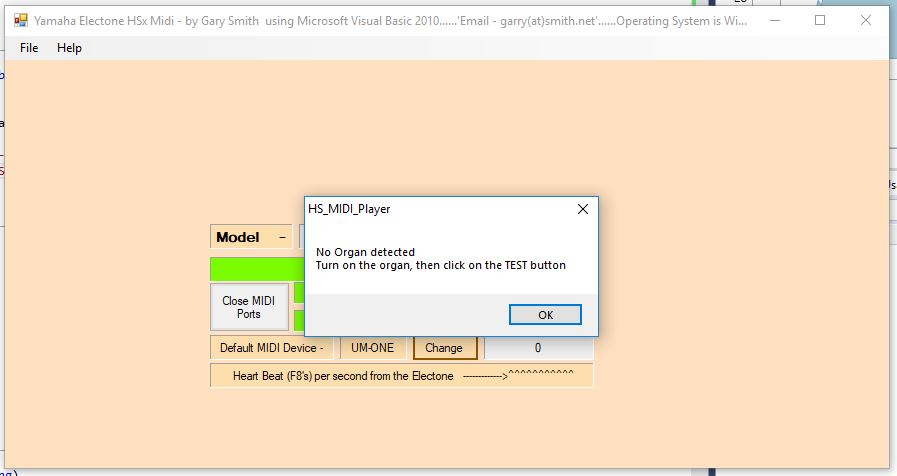 Yamaha Electone HSx Midi - by Gary Smith  using Microsoft Visual Basic 2010......'Email - garry(at)smith.net'......Operating System is Wi...
File Help
HS_MIDI_Player
No Organ detected
Turn on the organ, then click on the TEST button
OK
Model -
Close MIDI
Ports
Default MIDI Device - UM-ONE Change 0
Heart Beat (F8's) per second from the Electone ------------->^^^^^^^^^^^